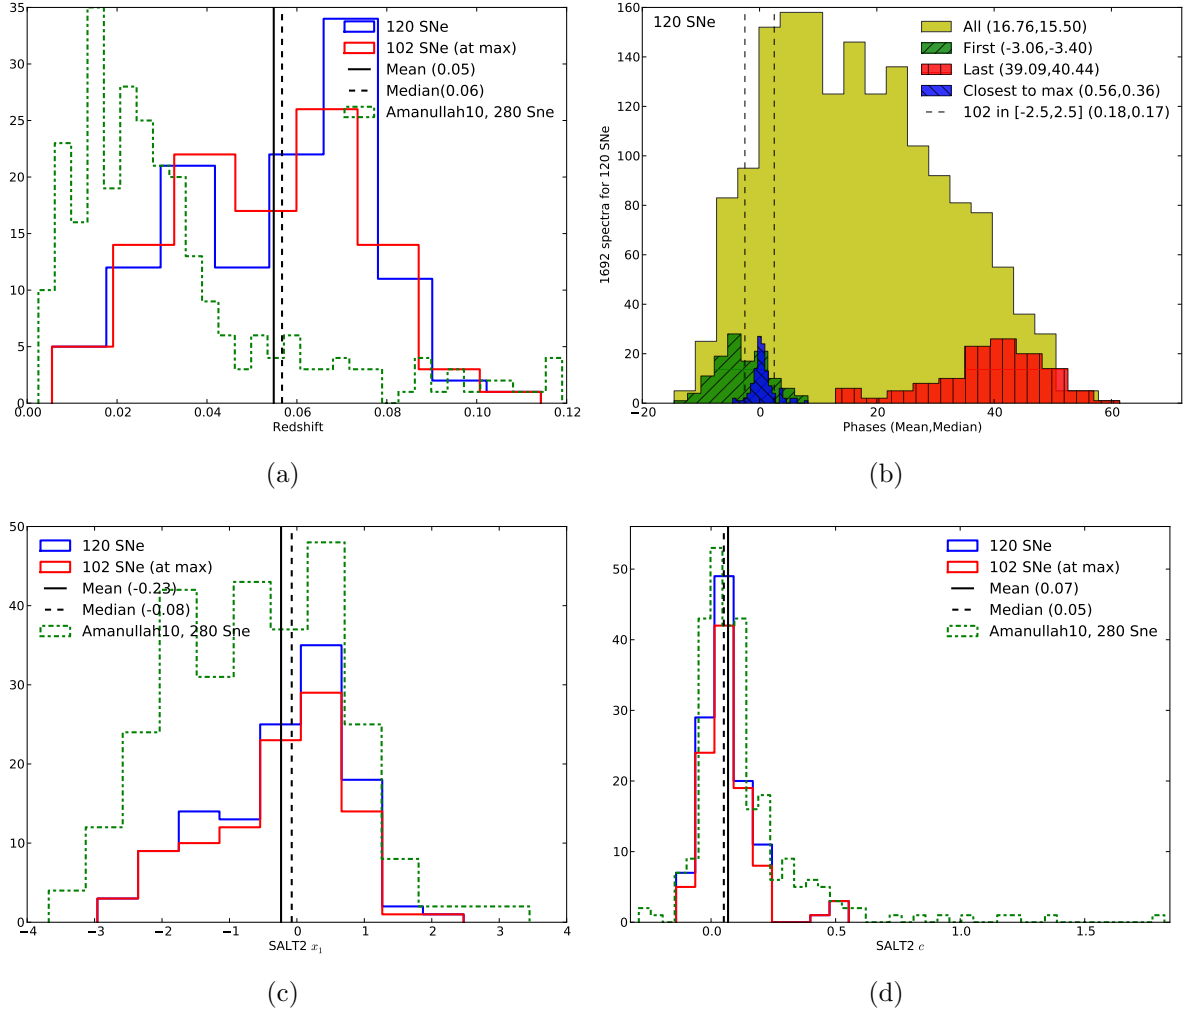 35
30
25
20
15
10
5
0
0.00 0.02 0.04 0.06 0.08 0.10 0.12
Redshift
120 SNe
102 SNe (at max)
Mean (0.05)
Median(0.06)
Amanullah10, 280 Sne
(a)
160
140
120
100
80
60
40
20
0
1692 spectra for 120 SNe
−20 0 20 40 60
Phases (Mean,Median)
120 SNe
All (16.76,15.50)
First (-3.06,-3.40)
Last (39.09,40.44)
Closest to max (0.56,0.36)
102 in [-2.5,2.5] (0.18,0.17)
(b)
50
40
30
20
10
0
−4 −3 −2 −1 0 1 2 3 4
SALT2 x₁
120 SNe
102 SNe (at max)
Mean (-0.23)
Median (-0.08)
Amanullah10, 280 Sne
(c)
50
40
30
20
10
0
0.0 0.5 1.0 1.5
SALT2 c
120 SNe
102 SNe (at max)
Mean (0.07)
Median (0.05)
Amanullah10, 280 Sne
(d)